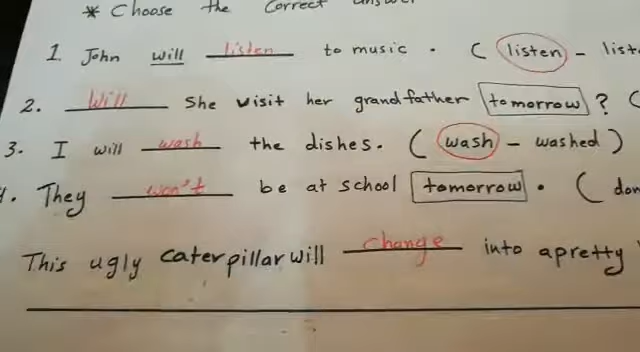 * Choose the Correct answer
1. John will listen to music . ( listen -
2. Will She visit her grandfather tomorrow ? (
3. I will wash the dishes. ( wash - washed )
They won't be at school tomorrow . (
This ugly caterpillar will change into a pretty